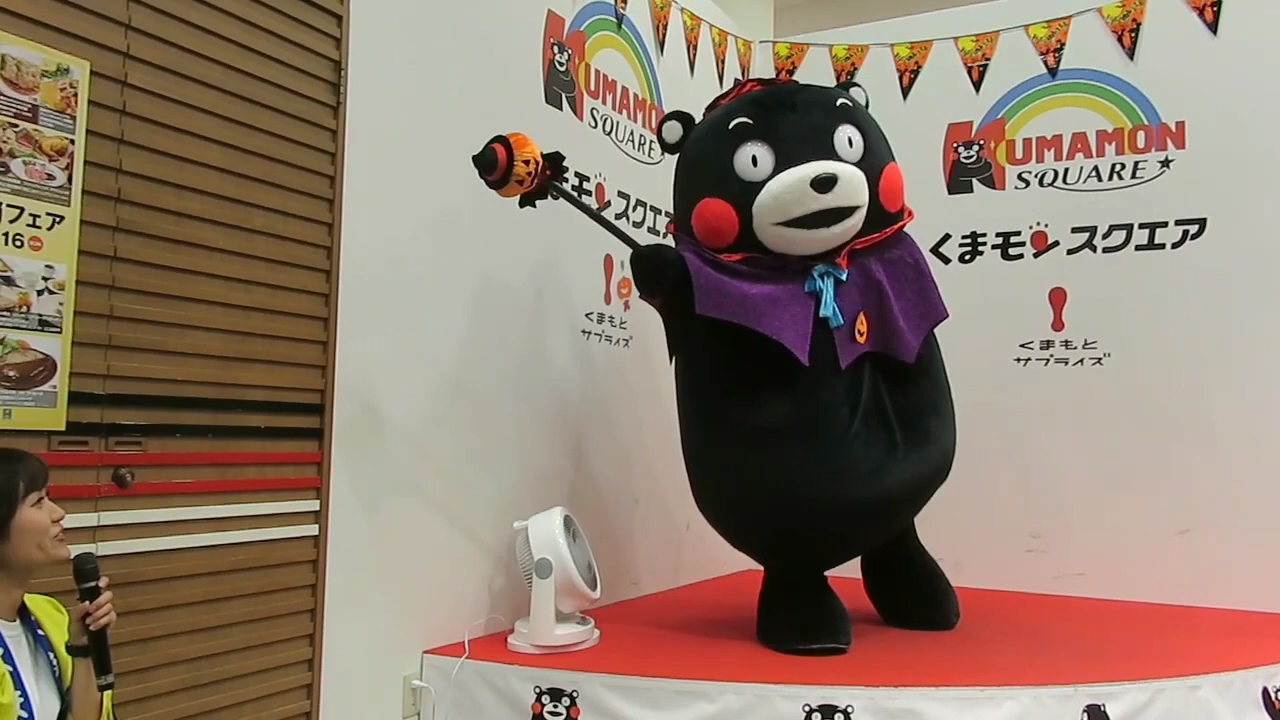 フェア
16
KUMAMO
SQUARE
まモンスクエア
くまもと
サプライズ
KUMAMON
SQUARE
くまモンスクエア
くまもと
サプライズ